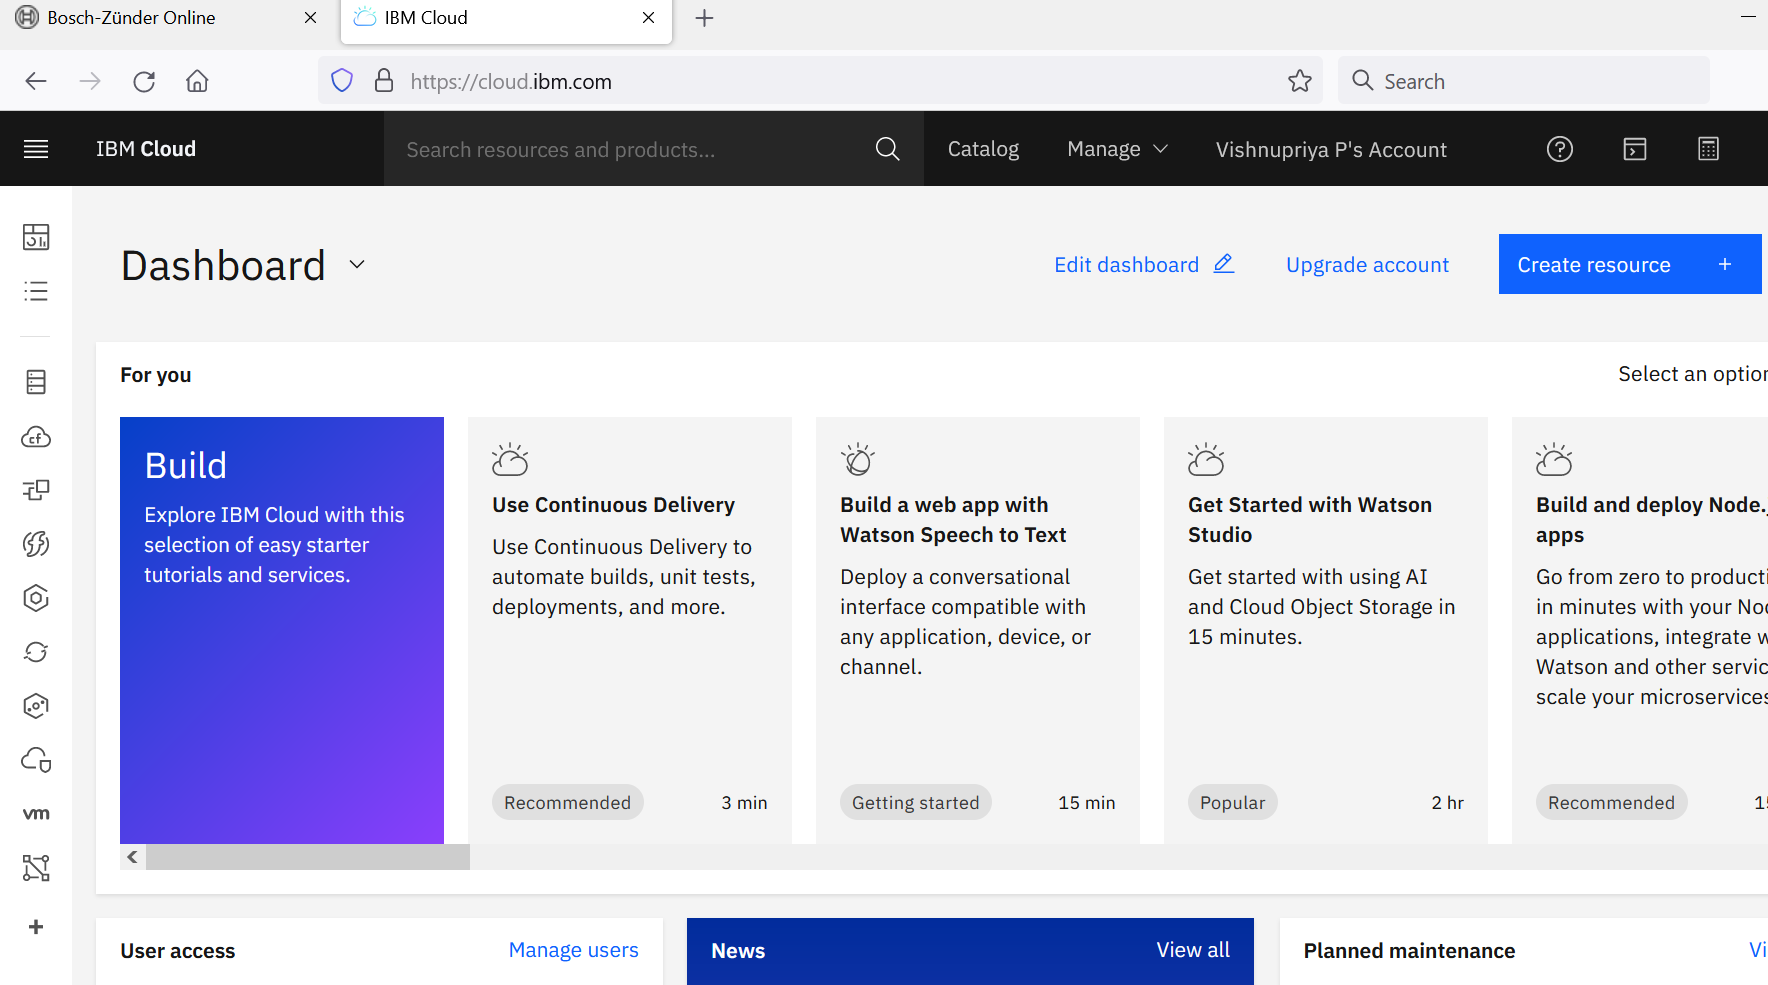 Bosch-Zünder Online
IBM Cloud
https://cloud.ibm.com
Search
IBM Cloud
Search resources and products...
Catalog
Manage
Vishnupriya P's Account
Dashboard
Edit dashboard
Upgrade account
Create resource +
For you
Select an option
Build
Explore IBM Cloud with this
selection of easy starter
tutorials and services.
Use Continuous Delivery
Use Continuous Delivery to
automate builds, unit tests,
deployments, and more.
Recommended
3 min
Build a web app with
Watson Speech to Text
Deploy a conversational
interface compatible with
any application, device, or
channel.
Getting started
15 min
Get Started with Watson
Studio
Get started with using AI
and Cloud Object Storage in
15 minutes.
Popular
2 hr
Build and deploy Node.
apps
Go from zero to producti
in minutes with your No
applications, integrate w
Watson and other servic
scale your microservices
Recommended
cf
vm
User access
Manage users
News
View all
Planned maintenance
Vi